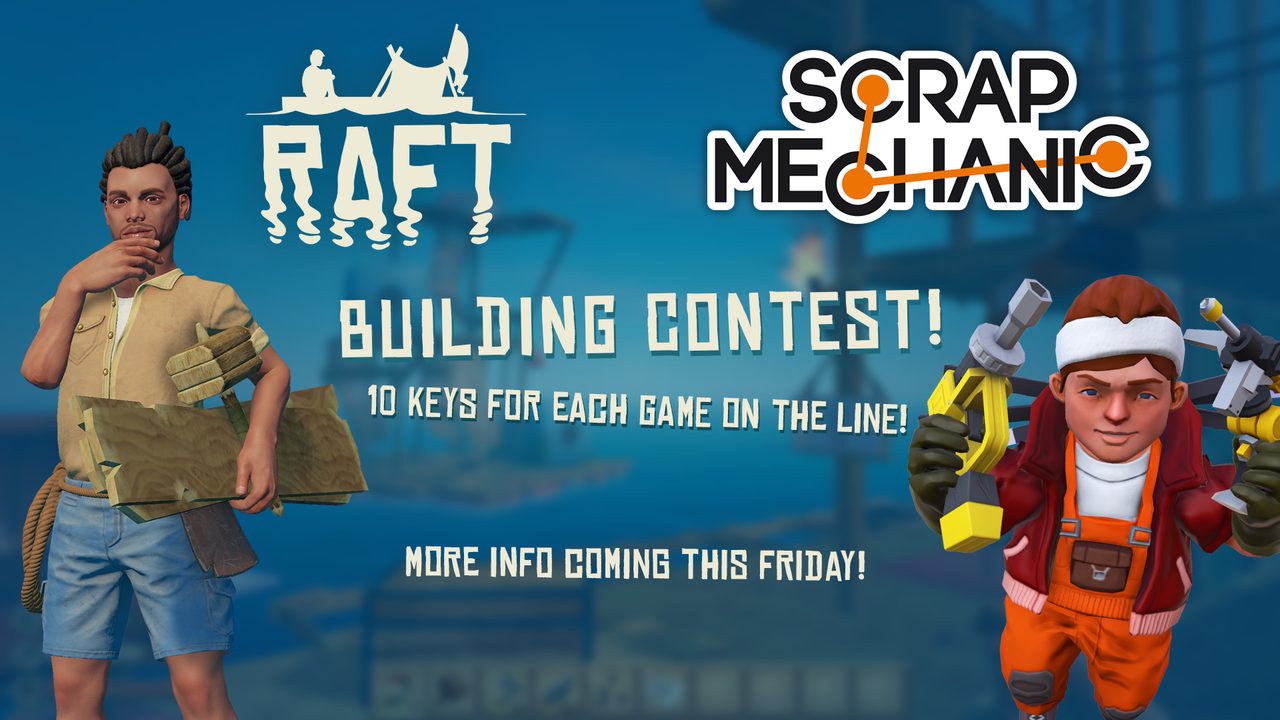 RAFT
SCRAP
MECHANIC
BUILDING CONTEST!
10 KEYS FOR EACH GAME ON THE LINE!
MORE INFO COMING THIS FRIDAY!